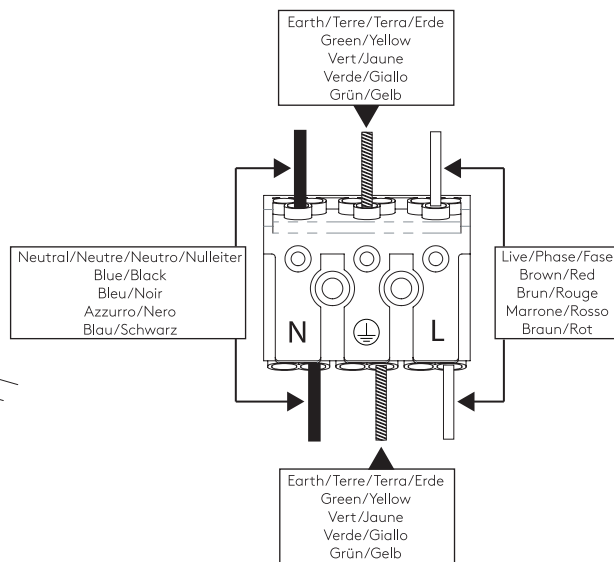 Earth/Terre/Terra/Erde
Green/Yellow
Vert/Jaune
Verde/Giallo
Grün/Gelb
Neutral/Neutre/Neutro/Nulleiter
Blue/Black
Bleu/Noir
Azzurro/Nero
Blau/Schwarz
Live/Phase/Fase
Brown/Red
Brun/Rouge
Marrone/Rosso
Braun/Rot
N
L
Earth/Terre/Terra/Erde
Green/Yellow
Vert/Jaune
Verde/Giallo
Grün/Gelb